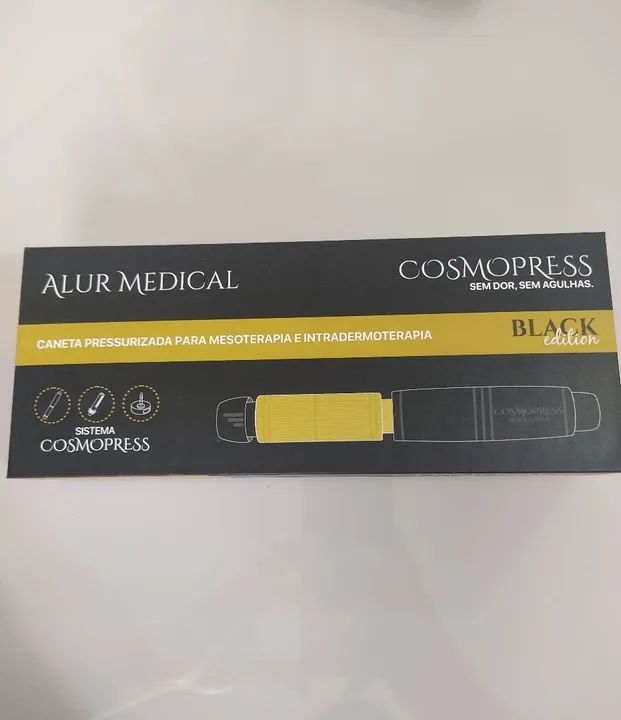 ALUR MEDICAL
COSMOPRESS
SEM DOR, SEM AGULHAS.
CANETA PRESSURIZADA PARA MESOTERAPIA E INTRADERMOTERAPIA
BLACK
edition
SISTEMA
COSMOPRESS
COSMOPRESS